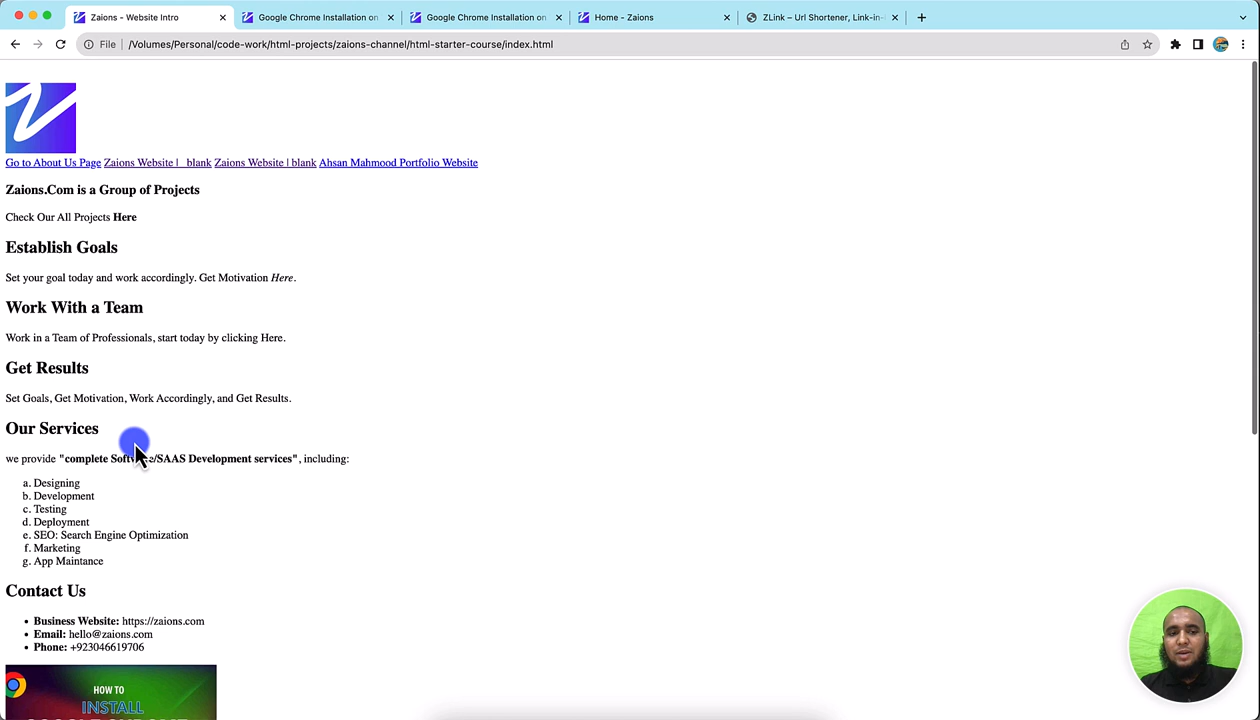 Zaions - Website Intro
Google Chrome Installation on
Google Chrome Installation on
Home - Zaions
ZLink – Url Shortener, Link-in-
File
/Volumes/Personal/code-work/html-projects/zaions-channel/html-starter-course/index.html
Go to About Us Page Zaions Website | _blank Zaions Website | blank Ahsan Mahmood Portfolio Website
Zaions.Com is a Group of Projects
Check Our All Projects Here
Establish Goals
Set your goal today and work accordingly. Get Motivation Here.
Work With a Team
Work in a Team of Professionals, start today by clicking Here.
Get Results
Set Goals, Get Motivation, Work Accordingly, and Get Results.
Our Services
we provide "complete Software/SAAS Development services", including:
a. Designing
b. Development
c. Testing
d. Deployment
e. SEO: Search Engine Optimization
f. Marketing
g. App Maintance
Contact Us
• Business Website: https://zaions.com
• Email: hello@zaions.com
• Phone: +923046619706
HOW TO
INSTALL